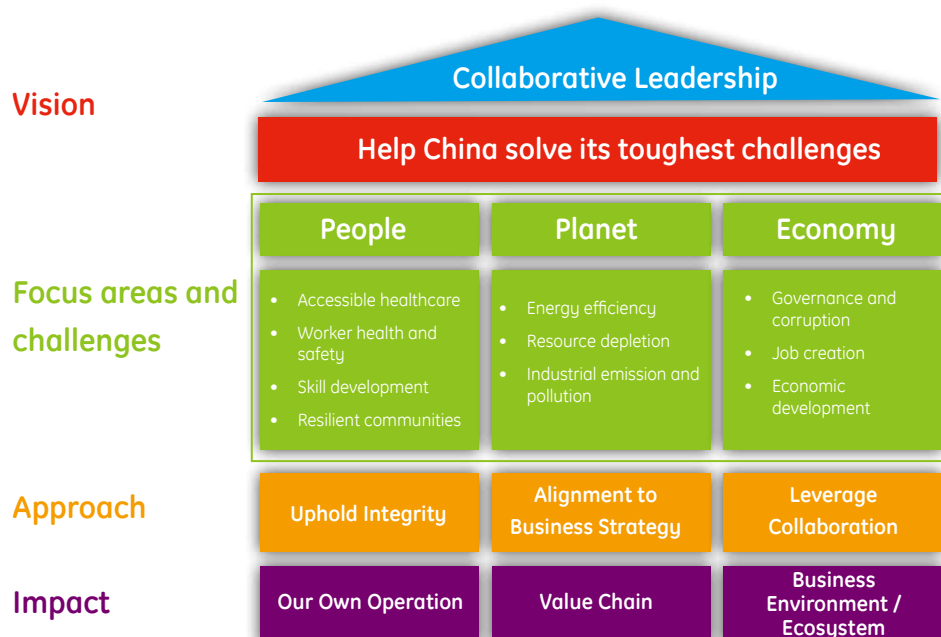 Collaborative Leadership
Vision
Help China solve its toughest challenges
People
Planet
Economy
Focus areas and
challenges
• Accessible healthcare
• Worker health and
safety
• Skill development
• Resilient communities
• Energy efficiency
• Resource depletion
• Industrial emission and
pollution
• Governance and
corruption
• Job creation
• Economic
development
Approach
Uphold Integrity
Alignment to
Business Strategy
Leverage
Collaboration
Impact
Our Own Operation
Value Chain
Business
Environment /
Ecosystem